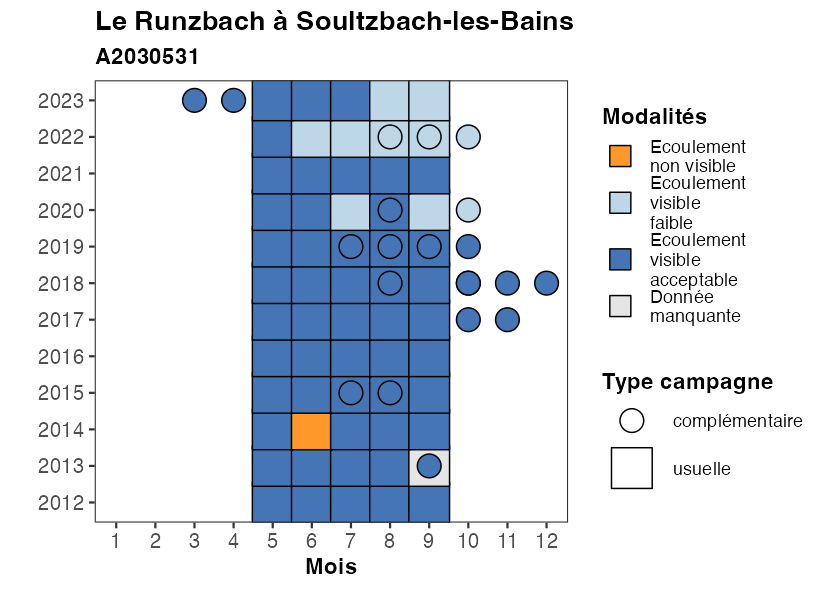 Le Runzbach à Soultzbach-les-Bains
A2030531
2023
2022
2021
2020
2019
2018
2017
2016
2015
2014
2013
2012
1 2 3 4 5 6 7 8 9 10 11 12
Mois
Modalités
Ecoulement
non visible
Ecoulement
visible
faible
Ecoulement
visible
acceptable
Donnée
manquante
Type campagne
complémentaire
usuelle